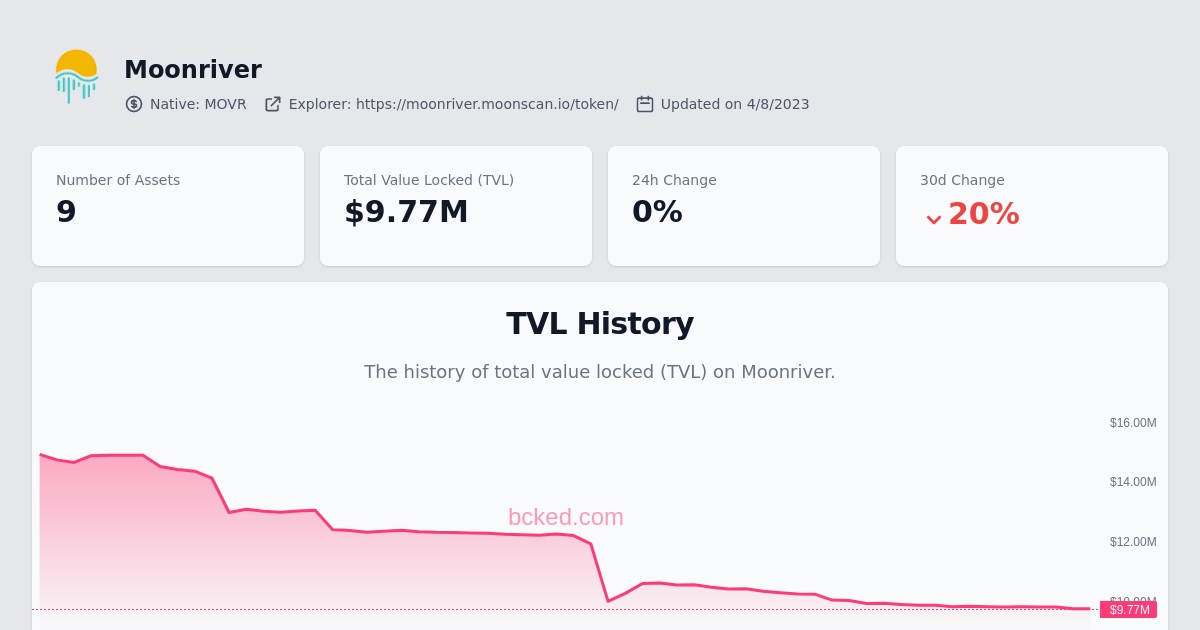 Moonriver
Native: MOVR Explorer: https://moonriver.moonscan.io/token/ Updated on 4/8/2023
Number of Assets
9
Total Value Locked (TVL)
$9.77M
24h Change
0%
30d Change
20%
TVL History
The history of total value locked (TVL) on Moonriver.
$16.00M
$14.00M
bcked.com
$12.00M
$10.00M
$9.77M